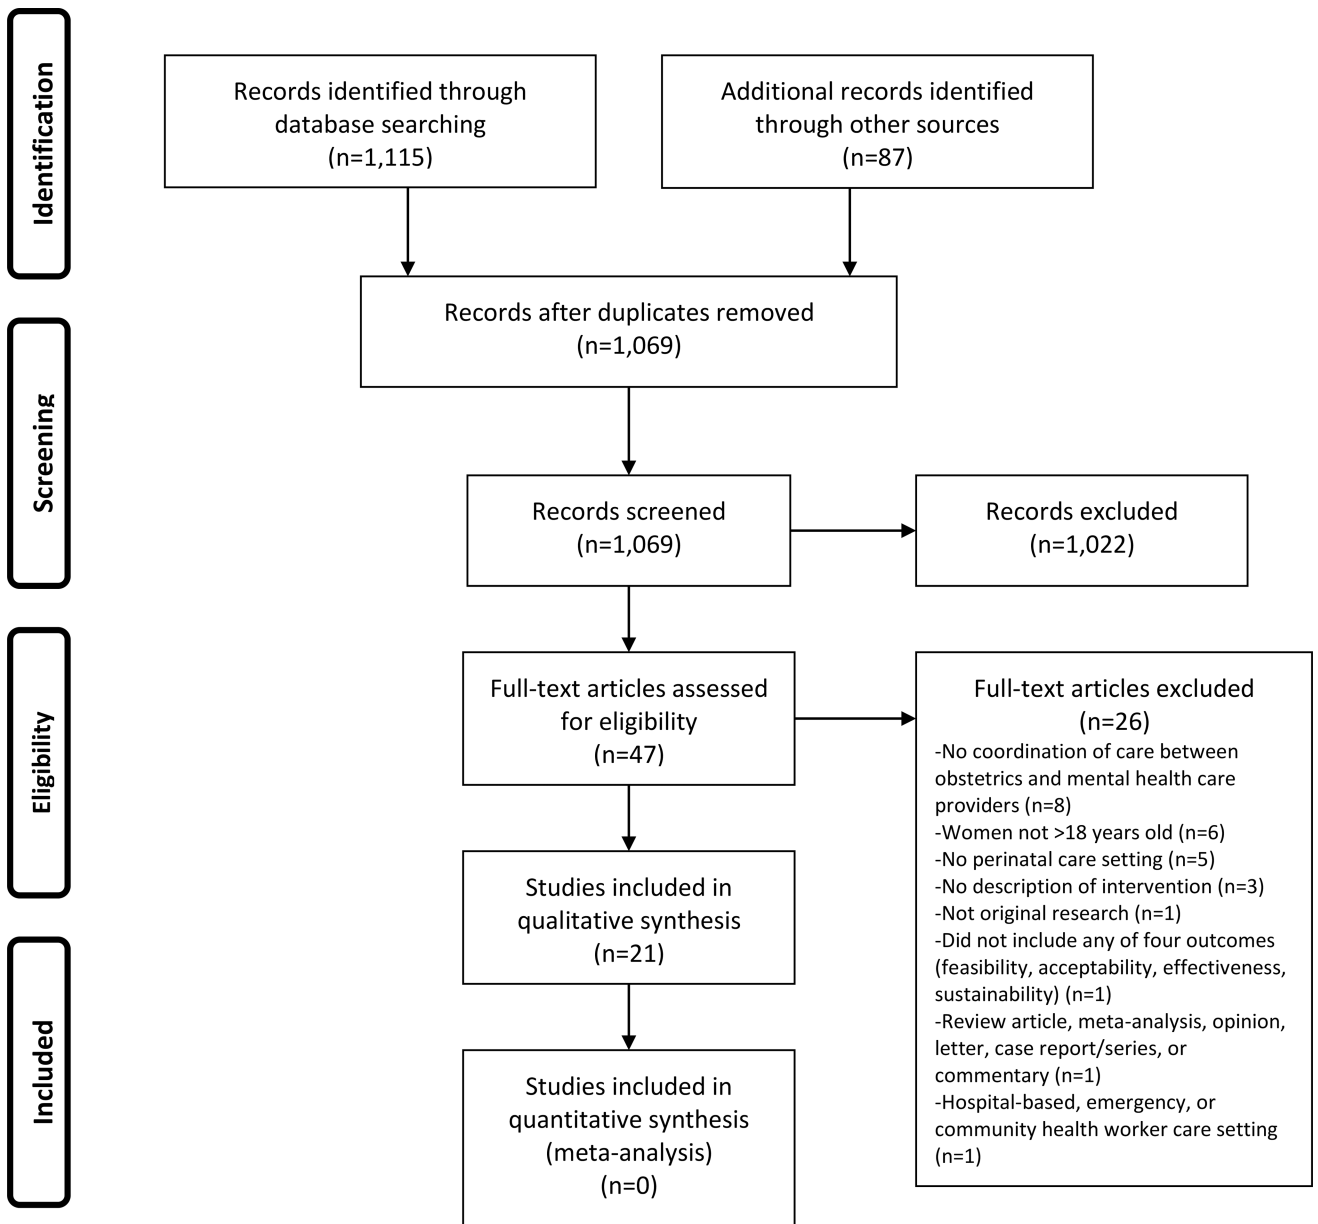 Identification
Records identified through
database searching
(n=1,115)
Additional records identified
through other sources
(n=87)
Records after duplicates removed
(n=1,069)
Screening
Records screened
(n=1,069)
Records excluded
(n=1,022)
Eligibility
Full-text articles assessed
for eligibility
(n=47)
Full-text articles excluded
(n=26)
-No coordination of care between
obstetrics and mental health care
providers (n=8)
-Women not >18 years old (n=6)
-No perinatal care setting (n=5)
-No description of intervention (n=3)
-Not original research (n=1)
-Did not include any of four outcomes
(feasibility, acceptability, effectiveness,
sustainability) (n=1)
-Review article, meta-analysis, opinion,
letter, case report/series, or
commentary (n=1)
-Hospital-based, emergency, or
community health worker care setting
(n=1)
Studies included in
qualitative synthesis
(n=21)
Included
Studies included in
quantitative synthesis
(meta-analysis)
(n=0)